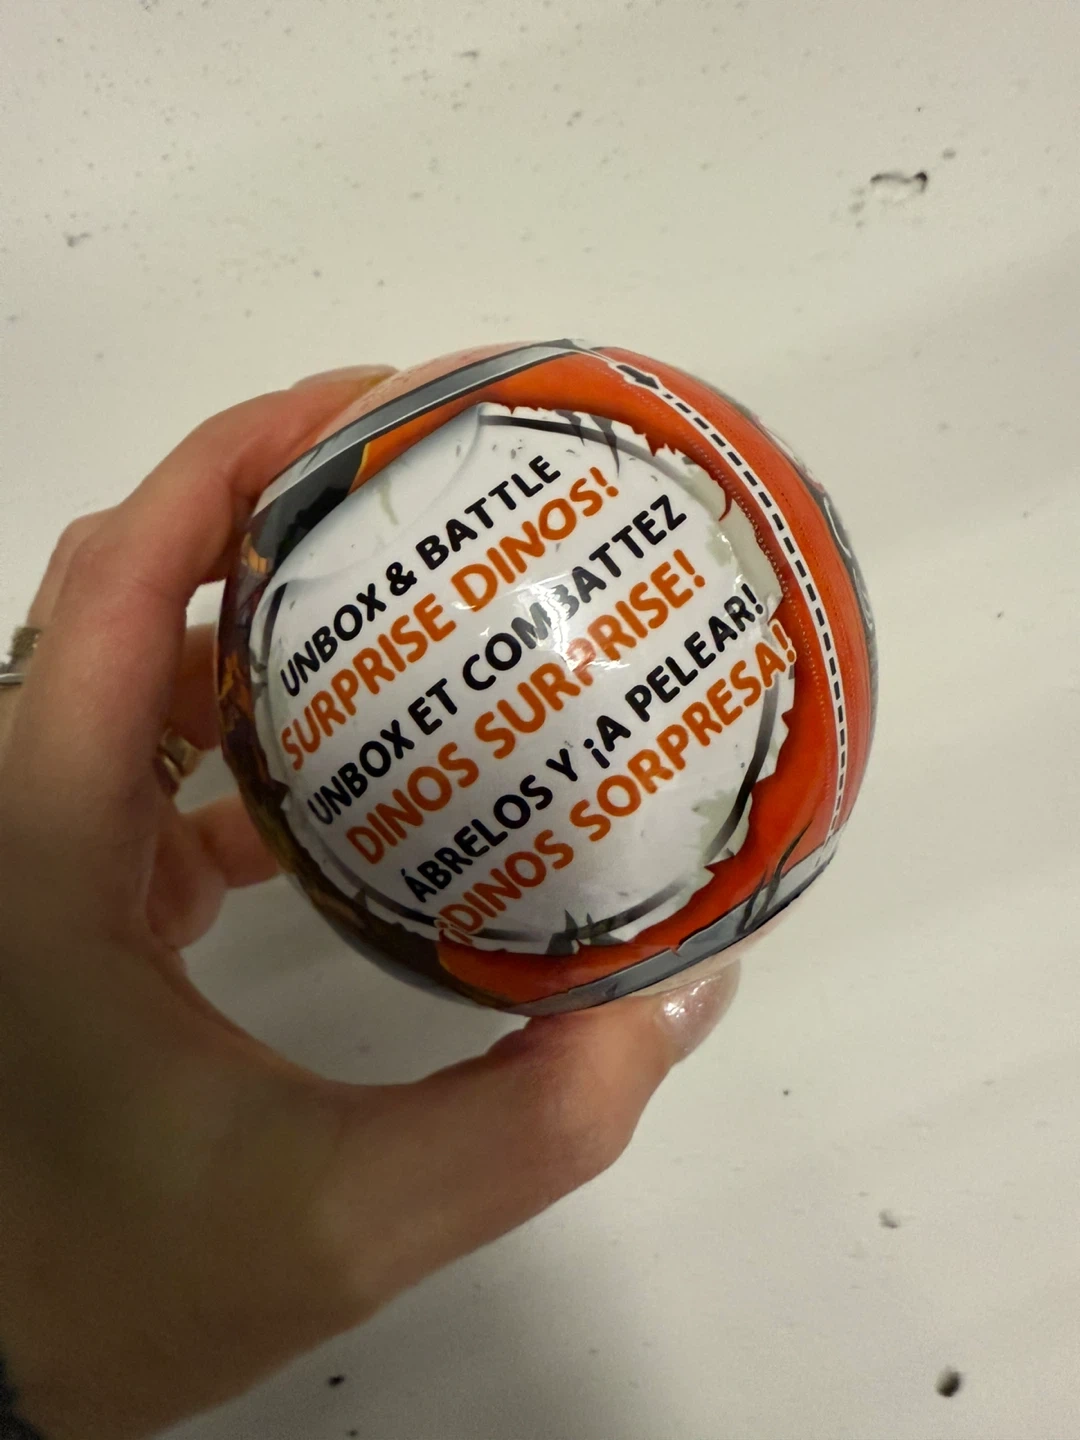 UNBOX & BATTLE
SURPRISE DINOS!
UNBOX ET COMBATTEZ
DINOS SURPRISE!
ÁBRELOS Y ¡A PELEAR!
¡DINOS SORPRESA!